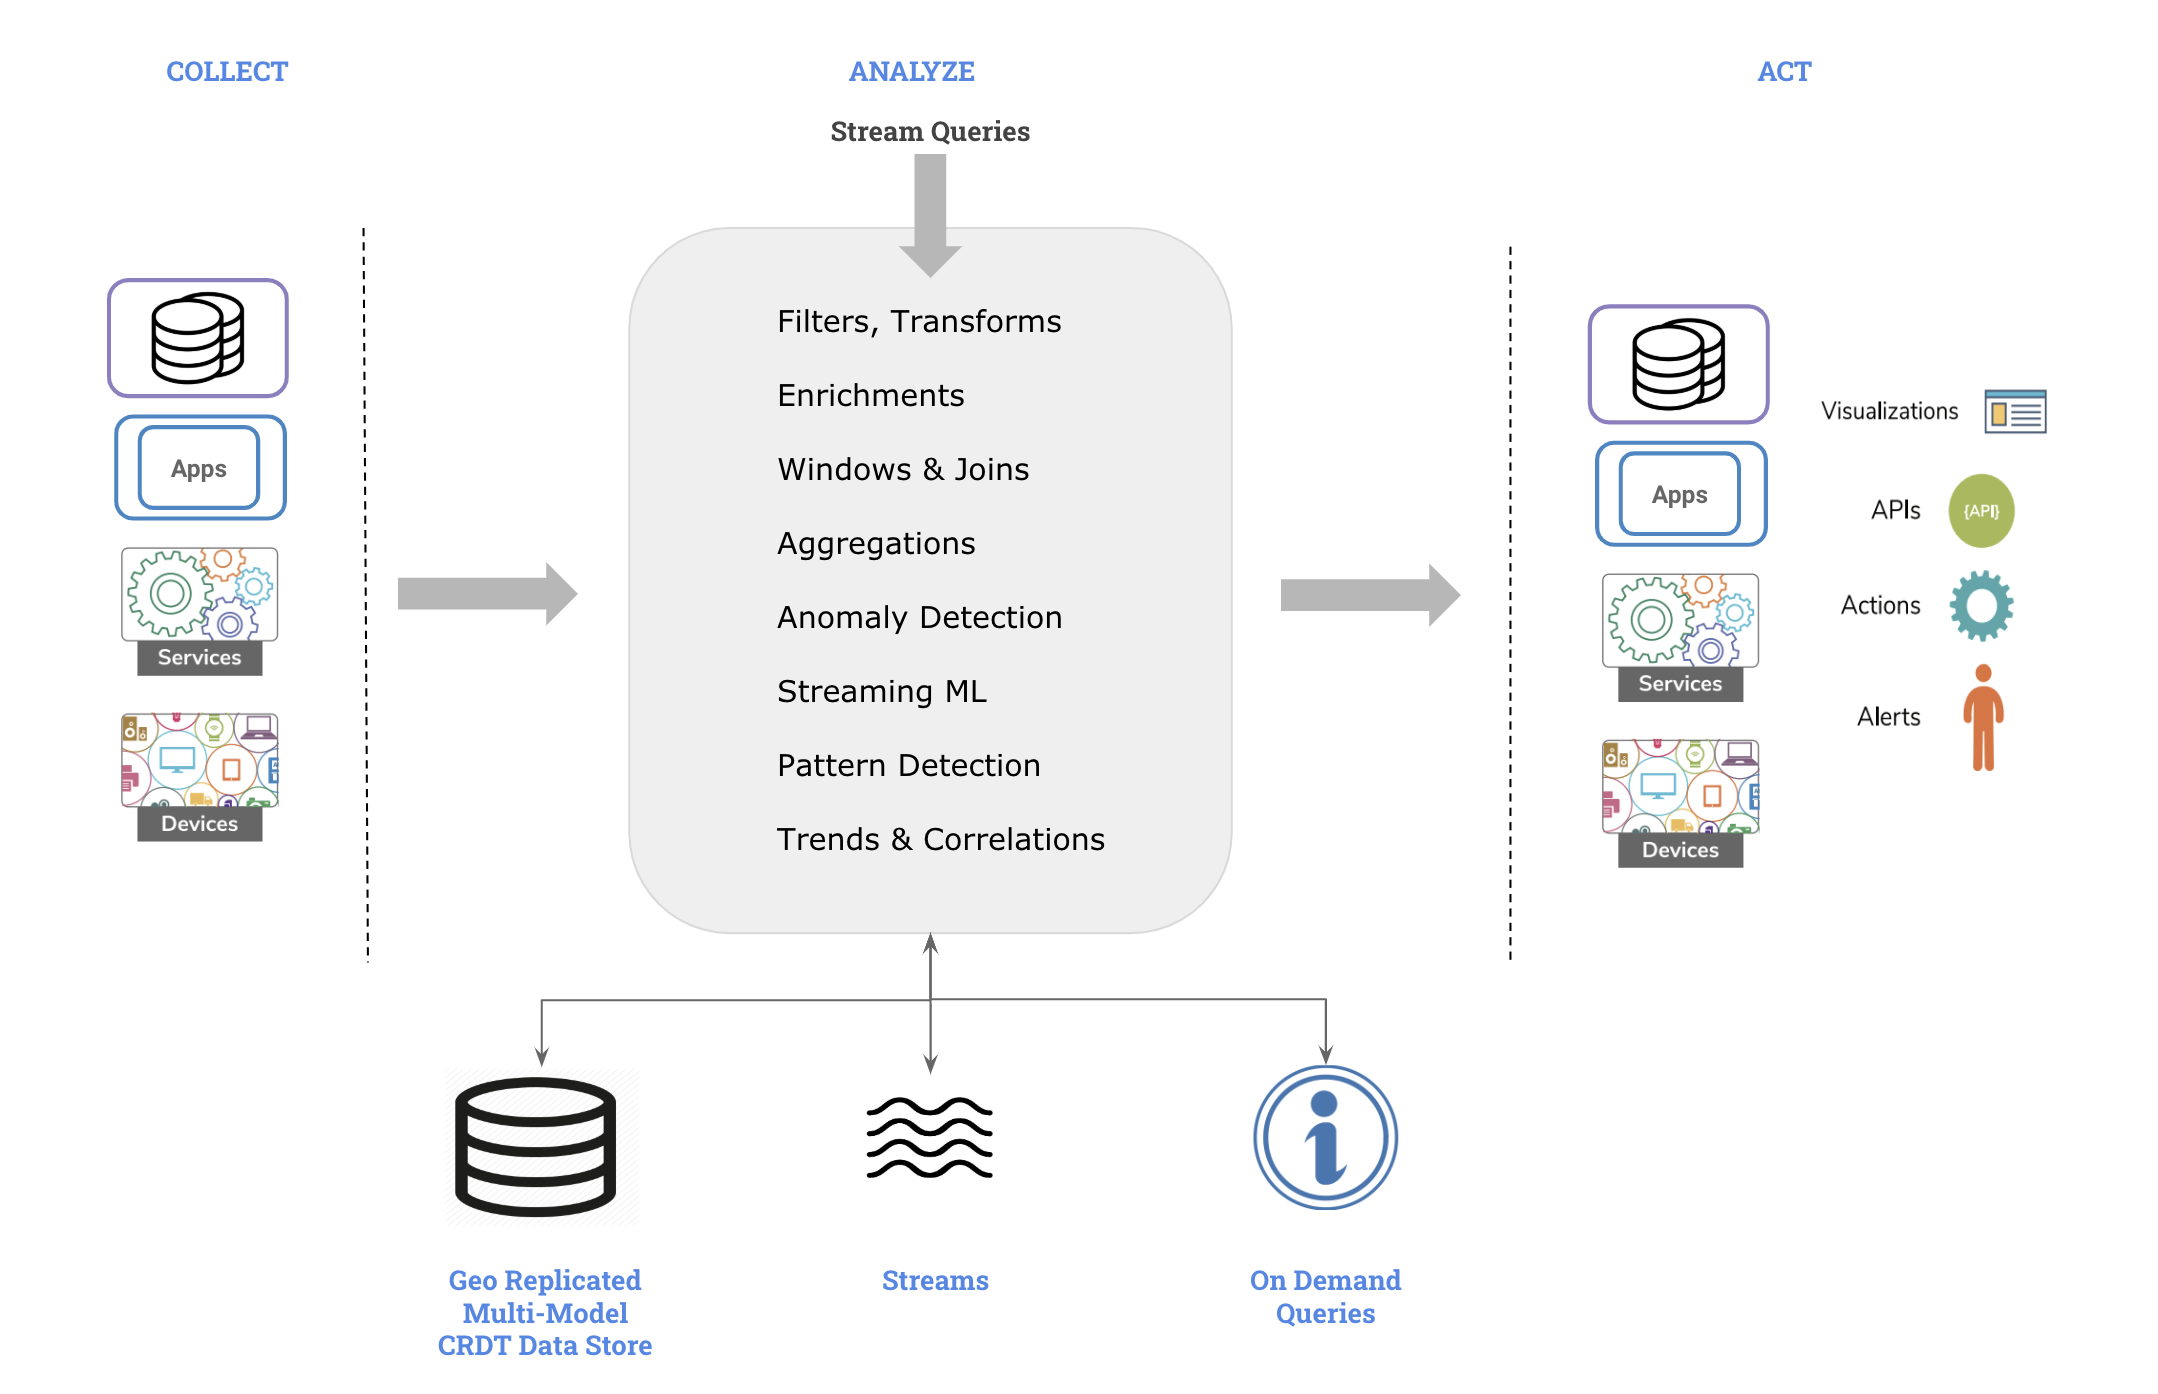 COLLECT
ANALYZE
ACT
Stream Queries
Apps
Services
Devices
Filters, Transforms
Enrichments
Windows & Joins
Aggregations
Anomaly Detection
Streaming ML
Pattern Detection
Trends & Correlations
Apps
Services
Devices
Visualizations
APIs
{API}
Actions
Alerts
Geo Replicated
Multi-Model
CRDT Data Store
Streams
On Demand
Queries